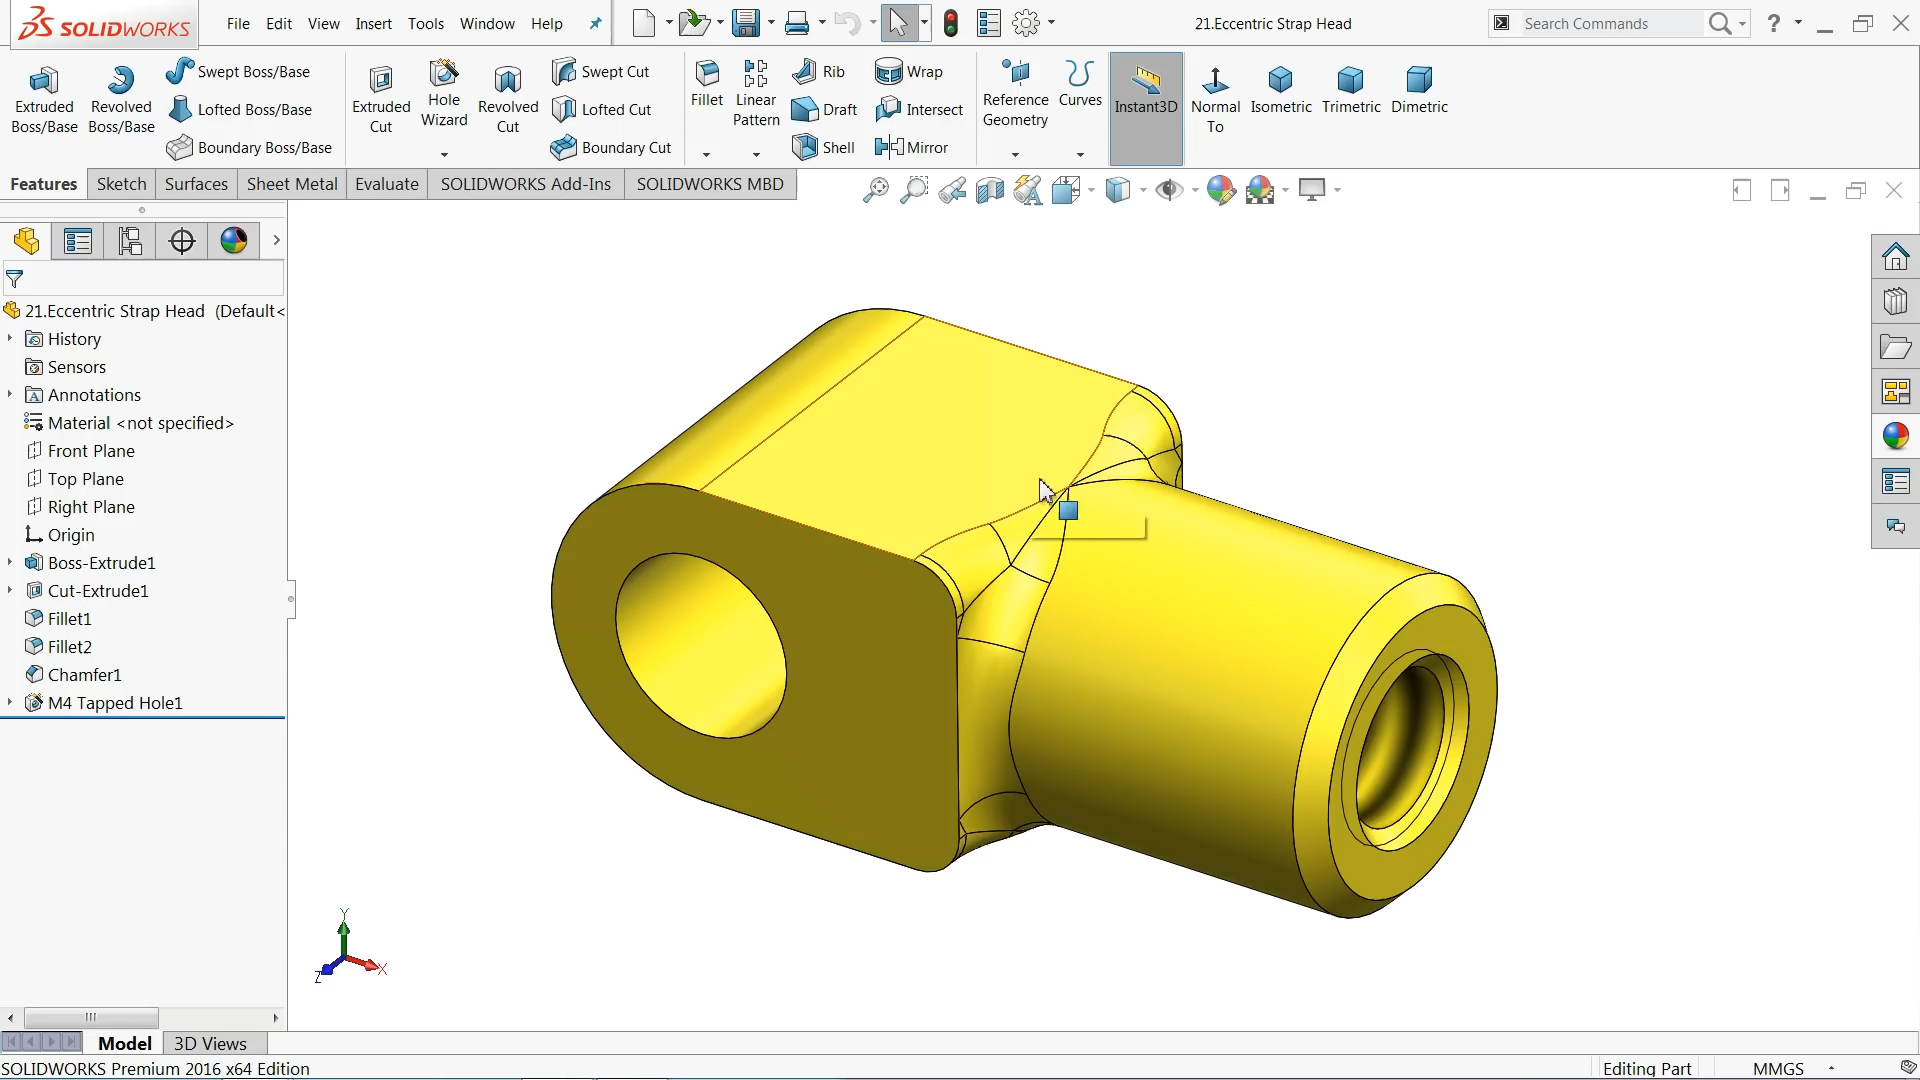 SOLIDWORKS
File Edit View Insert Tools Window Help
21.Eccentric Strap Head
Search Commands
?
Extruded Boss/Base
Revolved Boss/Base
Swept Boss/Base
Lofted Boss/Base
Boundary Boss/Base
Extruded Cut
Hole Wizard
Revolved Cut
Swept Cut
Lofted Cut
Boundary Cut
Fillet
Linear Pattern
Rib
Draft
Shell
Wrap
Intersect
Mirror
Reference Geometry
Curves
Instant3D
Normal To
Isometric
Trimetric
Dimetric
Features Sketch Surfaces Sheet Metal Evaluate SOLIDWORKS Add-Ins SOLIDWORKS MBD
21.Eccentric Strap Head (Default<
History
Sensors
Annotations
Material <not specified>
Front Plane
Top Plane
Right Plane
Origin
Boss-Extrude1
Cut-Extrude1
Fillet1
Fillet2
Chamfer1
M4 Tapped Hole1
Y
X
Z
Model 3D Views
SOLIDWORKS Premium 2016 x64 Edition
Editing Part
MMGS